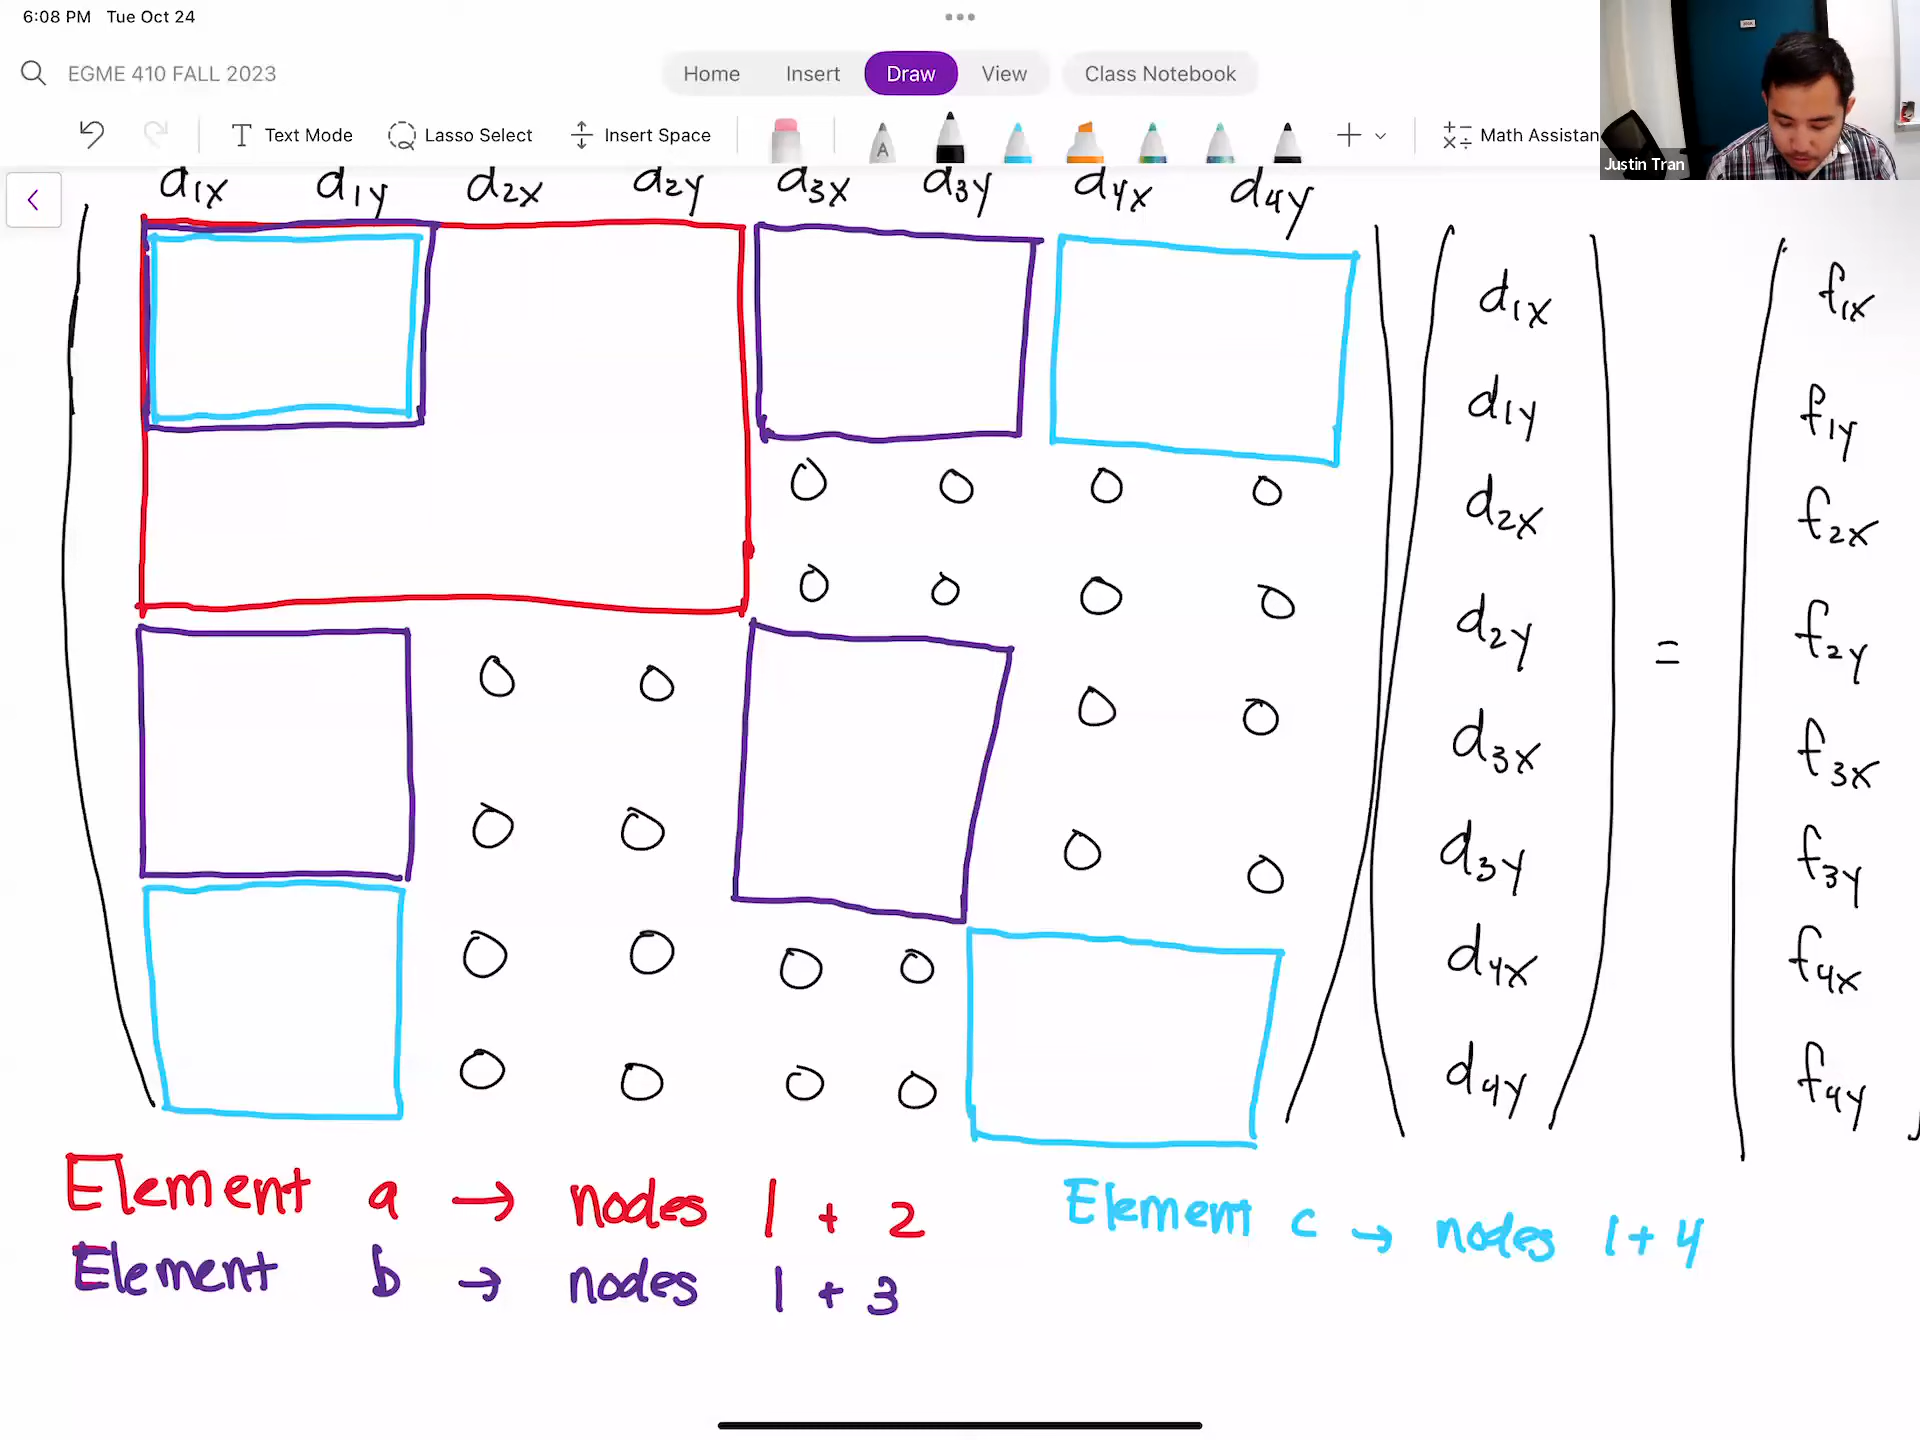 6:08 PM Tue Oct 24
EGME 410 FALL 2023
Home Insert Draw View Class Notebook
Text Mode Lasso Select Insert Space Math Assistan
Justin Tran
d1x d1y d2x d2y d3x d3y d4x d4y
d1x f1x
d1y f1y
0 0 0 0
d2x f2x
0 0 0 0
d2y = f2y
0 0 0 0
d3x f3x
0 0 0 0
d3y f3y
0 0 0 0
d4x f4x
0 0 0 0
d4y f4y
Element a → nodes 1 + 2
Element c → nodes 1 + 4
Element b → nodes 1 + 3